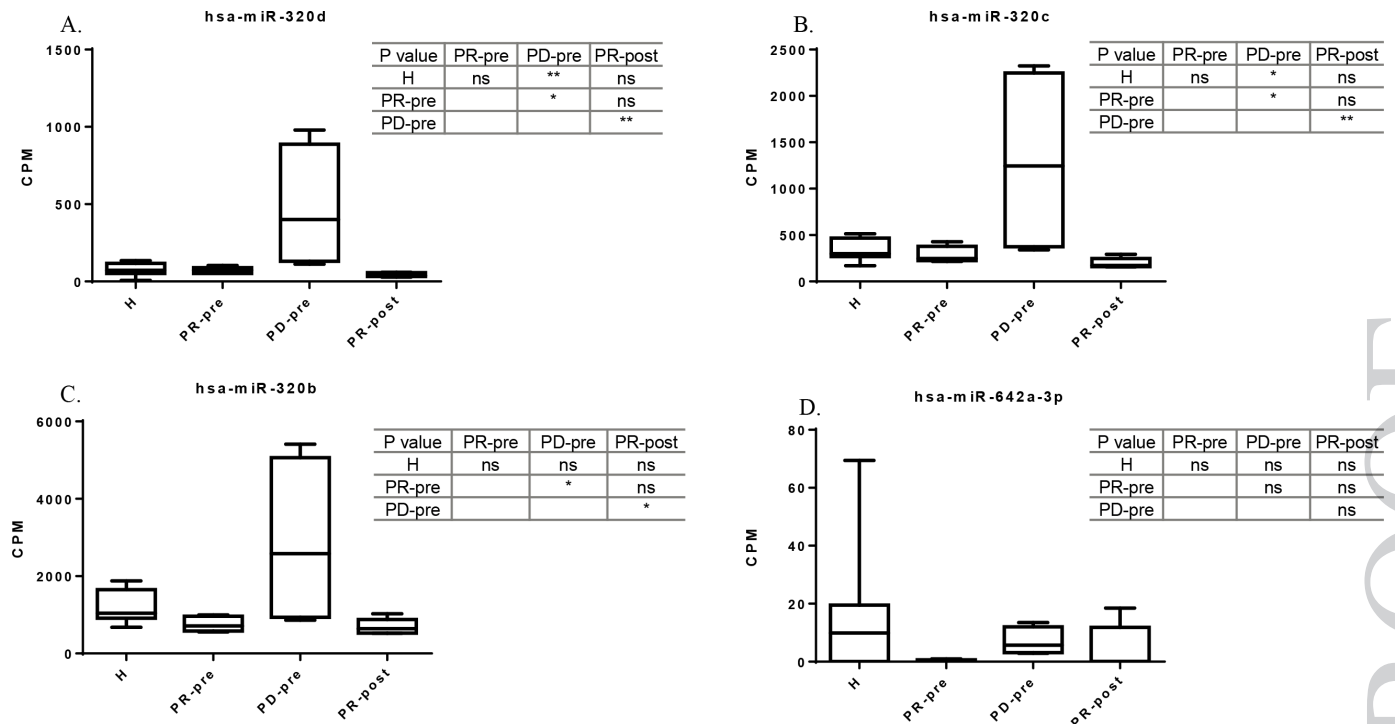 A.
hsa-miR-320d
CPM
1500
1000
500
0
H
PR-pre
PD-pre
PR-post
P value PR-pre PD-pre PR-post
H ns ** ns
PR-pre * ns
PD-pre **
B.
hsa-miR-320c
CPM
2500
2000
1500
1000
500
0
H
PR-pre
PD-pre
PR-post
P value PR-pre PD-pre PR-post
H ns * ns
PR-pre * ns
PD-pre **
C.
hsa-miR-320b
CPM
6000
4000
2000
0
H
PR-pre
PD-pre
PR-post
P value PR-pre PD-pre PR-post
H ns ns ns
PR-pre * ns
PD-pre *
D.
hsa-miR-642a-3p
CPM
80
60
40
20
0
H
PR-pre
PD-pre
PR-post
P value PR-pre PD-pre PR-post
H ns ns ns
PR-pre ns ns
PD-pre ns